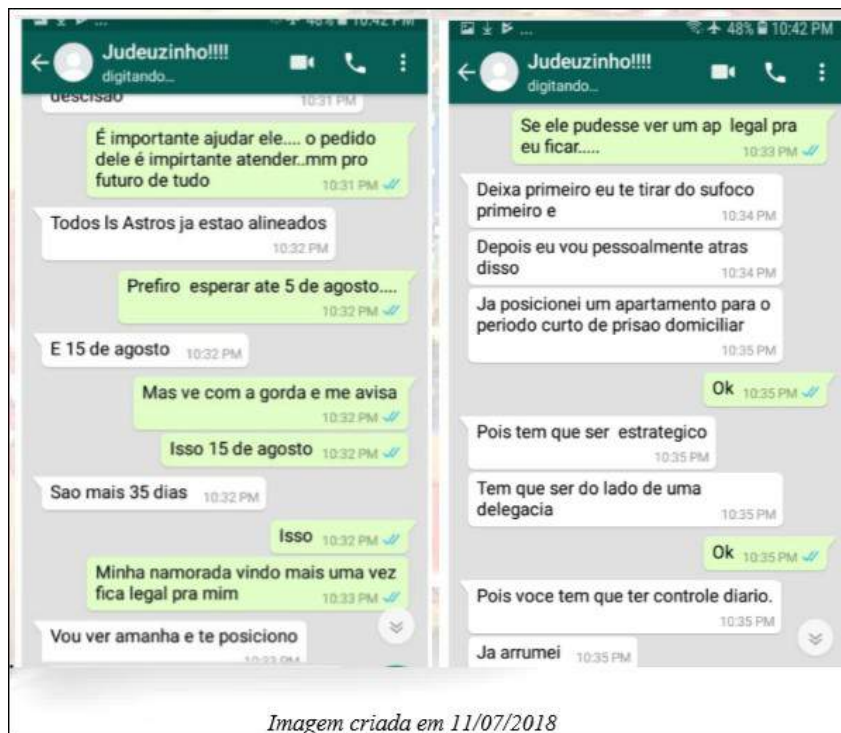 48% 10:42 PM
Judeuzinho!!!!
digitando...
descisao
10:31 PM
É importante ajudar ele.... o pedido
dele é impirtante atender..mm pro
futuro de tudo 10:31 PM
Todos ls Astros ja estao alineados
10:32 PM
Prefiro esperar ate 5 de agosto....
10:32 PM
E 15 de agosto 10:32 PM
Mas ve com a gorda e me avisa
10:32 PM
Isso 15 de agosto 10:32 PM
Sao mais 35 dias 10:32 PM
Isso 10:32 PM
Minha namorada vindo mais uma vez
fica legal pra mim 10:33 PM
Vou ver amanha e te posiciono
10:33 PM
48% 10:42 PM
Judeuzinho!!!!
digitando...
Se ele pudesse ver um ap legal pra
eu ficar..... 10:33 PM
Deixa primeiro eu te tirar do sufoco
primeiro e 10:34 PM
Depois eu vou pessoalmente atras
disso 10:34 PM
Ja posicionei um apartamento para o
periodo curto de prisao domiciliar
10:35 PM
Ok 10:35 PM
Pois tem que ser estrategico
10:35 PM
Tem que ser do lado de uma
delegacia 10:35 PM
Ok 10:35 PM
Pois voce tem que ter controle diario.
10:35 PM
Ja arrumei 10:35 PM
Imagem criada em 11/07/2018